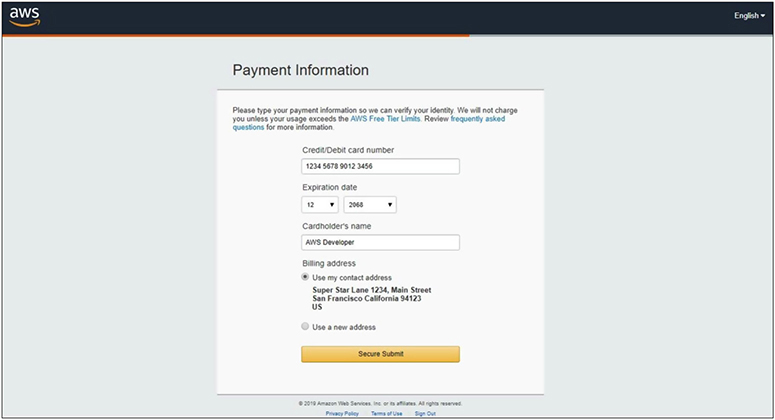 aws
English
Payment Information
Please type your payment information so we can verify your identity. We will not charge
you unless your usage exceeds the AWS Free Tier Limits. Review frequently asked
questions for more information.
Credit/Debit card number
1234 5678 9012 3456
Expiration date
12 2068
Cardholder's name
AWS Developer
Billing address
Use my contact address
Super Star Lane 1234, Main Street
San Francisco California 94123
US
Use a new address
Secure Submit
© 2019 Amazon Web Services, Inc. or its affiliates. All rights reserved.
Privacy Policy Terms of Use Sign Out